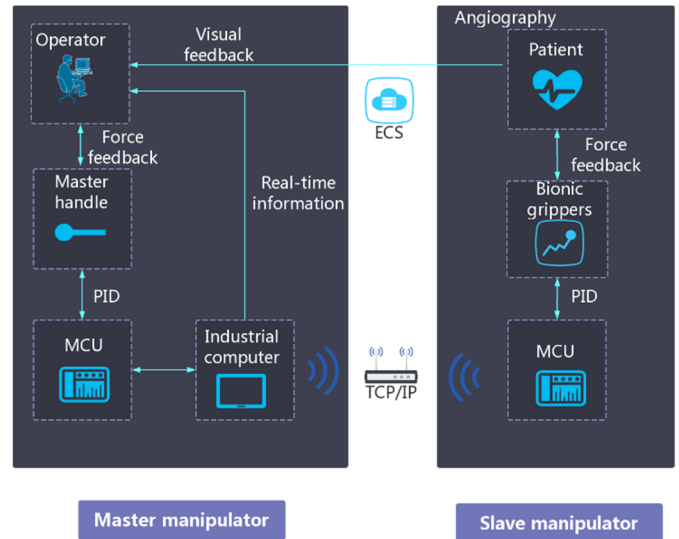 Operator
Visual
feedback
Force
feedback
Master
handle
Real-time
information
PID
MCU
Industrial
computer
ECS
TCP/IP
Angiography
Patient
Force
feedback
Bionic
grippers
PID
MCU
Master manipulator
Slave manipulator